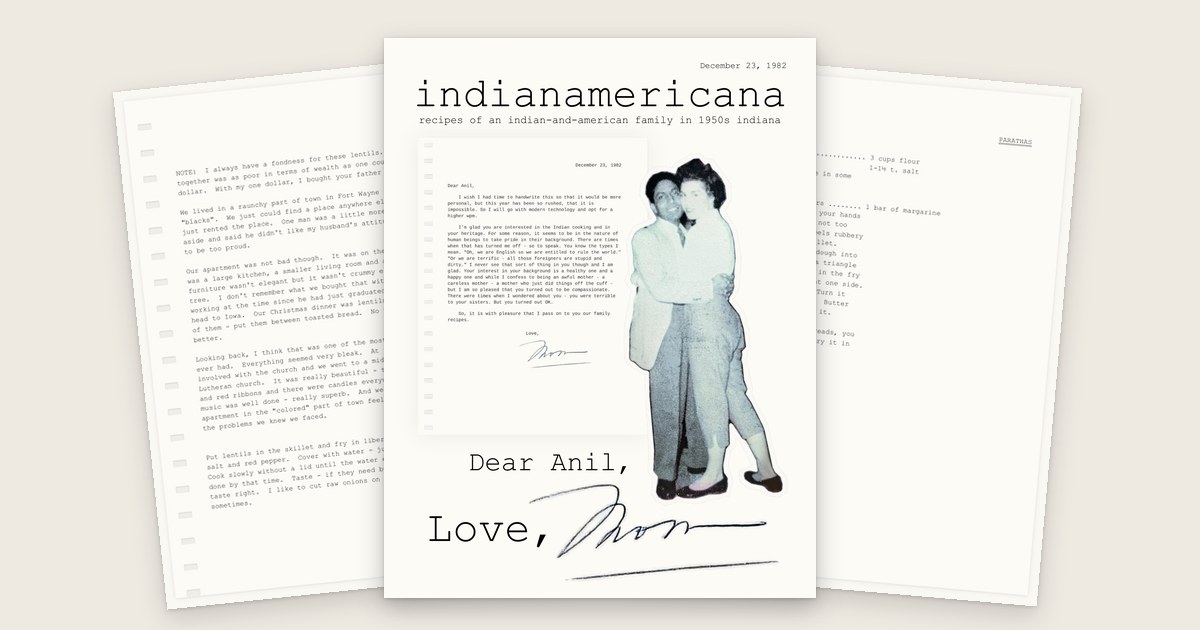 NOTE: I always have a fondness for these lentils.
together was as poor in terms of wealth as one
dollar. With my one dollar, I bought your father
We lived in a raunchy part of town in Fort Wayne
"blacks". We just could find a place anywhere
just rented the place. One man was a little more
aside and said he didn't like my husband's
to be too proud.
Our apartment was not bad though. It was on the
was a large kitchen, a smaller living room and
furniture wasn't elegant but it wasn't crummy
tree. I don't remember what we bought that
working at the time since he had just graduated
head to Iowa. Our Christmas dinner was
of them - put them between toasted bread. No
better.
Looking back, I think that was one of the most
ever had. Everything seemed very bleak. At
involved with the church and we went to a
Lutheran church. It was really beautiful -
and red ribbons and there were candles
music was well done - really superb. And we
apartment in the "colored" part of town
the problems we knew we faced.
Put lentils in the skillet and fry in
salt and red pepper. Cover with water -
Cook slowly without a lid until the water
done by that time. Taste - if they need
taste right. I like to cut raw onions on
sometimes.
December 23, 1982
indianamericana
recipes of an indian-and-american family in 1950s indiana
December 23, 1982
Dear Anil,
I wish I had time to handwrite this so that it would be more
personal, but this year has been so rushed, that it is
impossible. So I will go with modern technology and opt for a
higher wpm.
I'm glad you are interested in the Indian cooking and in
your heritage. For some reason, it seems to be in the nature of
human beings to take pride in their background. There are times
when that has turned me off - so to speak. You know the types I
mean. "Oh, we are English so we are entitled to rule the world."
"Or we are terrific - all these foreigners are stupid and
dirty." I never see that sort of thing in you though and I am
glad. Your interest in your background is a healthy one and a
happy one and while I confess to being an awful mother - a
careless mother - a mother who just did things off the cuff -
but I am so pleased that you turned out to be compassionate.
There were times when I wondered about you - you were terrible
to your sisters. But you turned out OK.
So, it is with pleasure that I pass on to you our family
recipes.
Love,
Mom
Dear Anil,
Love, Mom
PARATHAS
............ 3 cups flour
1-1¼ t. salt
in some
........ 1 bar of margarine
your hands
not too
rubbery
dough into
a triangle
in the fry
one side.
Turn it
Butter
it.
you
it in